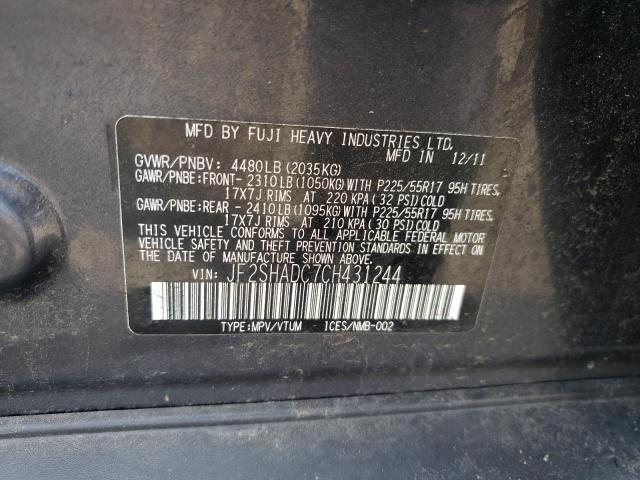 MFD BY FUJI HEAVY INDUSTRIES LTD.
MFD IN 12/11
GVWR/PNBV: 4480LB (2035KG)
GAWR/PNBE:FRONT- 2310LB (1050KG) WITH P225/55R17 95H TIRES,
17X7J RIMS AT 220 KPA ( 32 PSI) COLD
GAWR/PNBE:REAR - 2410LB (1095KG) WITH P225/55R17 95H TIRES,
17X7J RIMS AT 210 KPA ( 30 PSI) COLD
THIS VEHICLE CONFORMS TO ALL APPLICABLE FEDERAL MOTOR
VEHICLE SAFETY AND THEFT PREVENTION STANDARDS IN EFFECT ON
THE DATE OF MANUFACTURE SHOWN ABOVE.
VIN: JF2SHADC7CH431244
TYPE:MPV/VTUM ICES/NMB-002